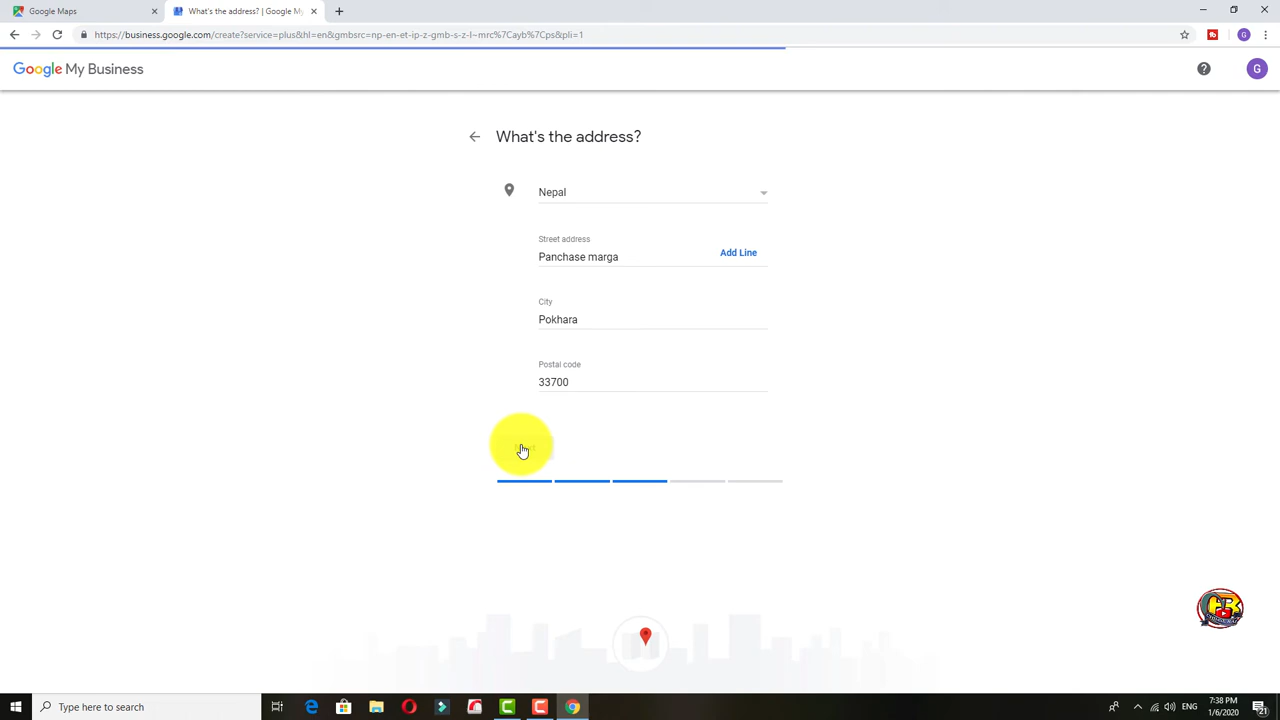 Google Maps
What's the address? | Google My
https://business.google.com/create?service=plus&hl=en&gmbsrc=np-en-et-ip-z-gmb-s-z-l~mrc%7Cayb%7Cps&pli=1
G
Google My Business
G
What's the address?
Nepal
Street address
Panchase marga
Add Line
City
Pokhara
Postal code
33700
Type here to search
ENG
7:38 PM
1/6/2020
21